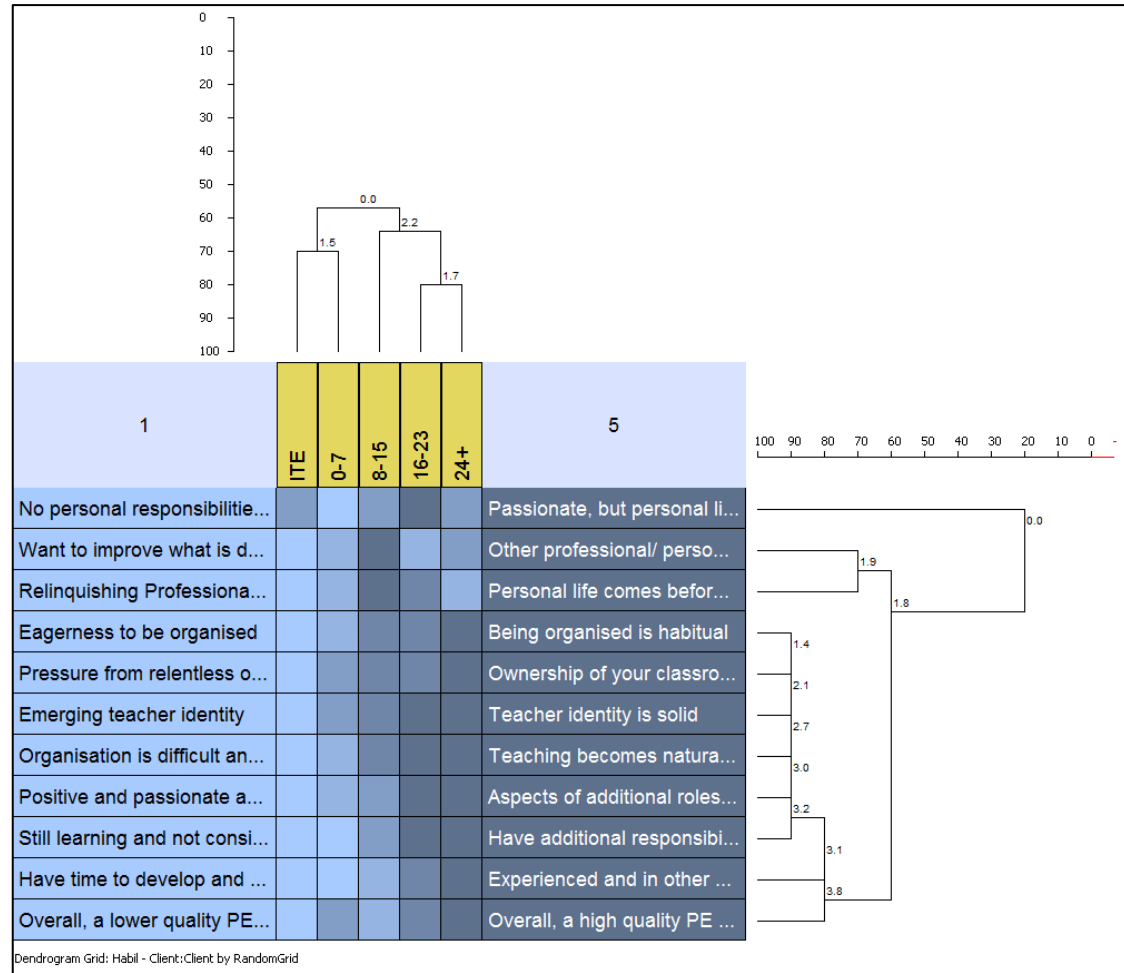 0
10
20
30
40
50
60
70
80
90
100
0.0
2.2
1.5
1.7
1
ITE
0-7
8-15
16-23
24+
5
100 90 80 70 60 50 40 30 20 10 0 -
No personal responsibilitie... Passionate, but personal li...
0.0
Want to improve what is d... Other professional/ perso...
1.9
Relinquishing Professiona... Personal life comes befor...
1.8
Eagerness to be organised Being organised is habitual
1.4
Pressure from relentless o... Ownership of your classro...
2.1
Emerging teacher identity Teacher identity is solid
2.7
Organisation is difficult an... Teaching becomes natura...
3.0
Positive and passionate a... Aspects of additional roles...
3.2
Still learning and not consi... Have additional responsibi...
3.1
Have time to develop and ... Experienced and in other ...
3.8
Overall, a lower quality PE... Overall, a high quality PE ...
Dendrogram Grid: Habil - Client:Client by RandomGrid